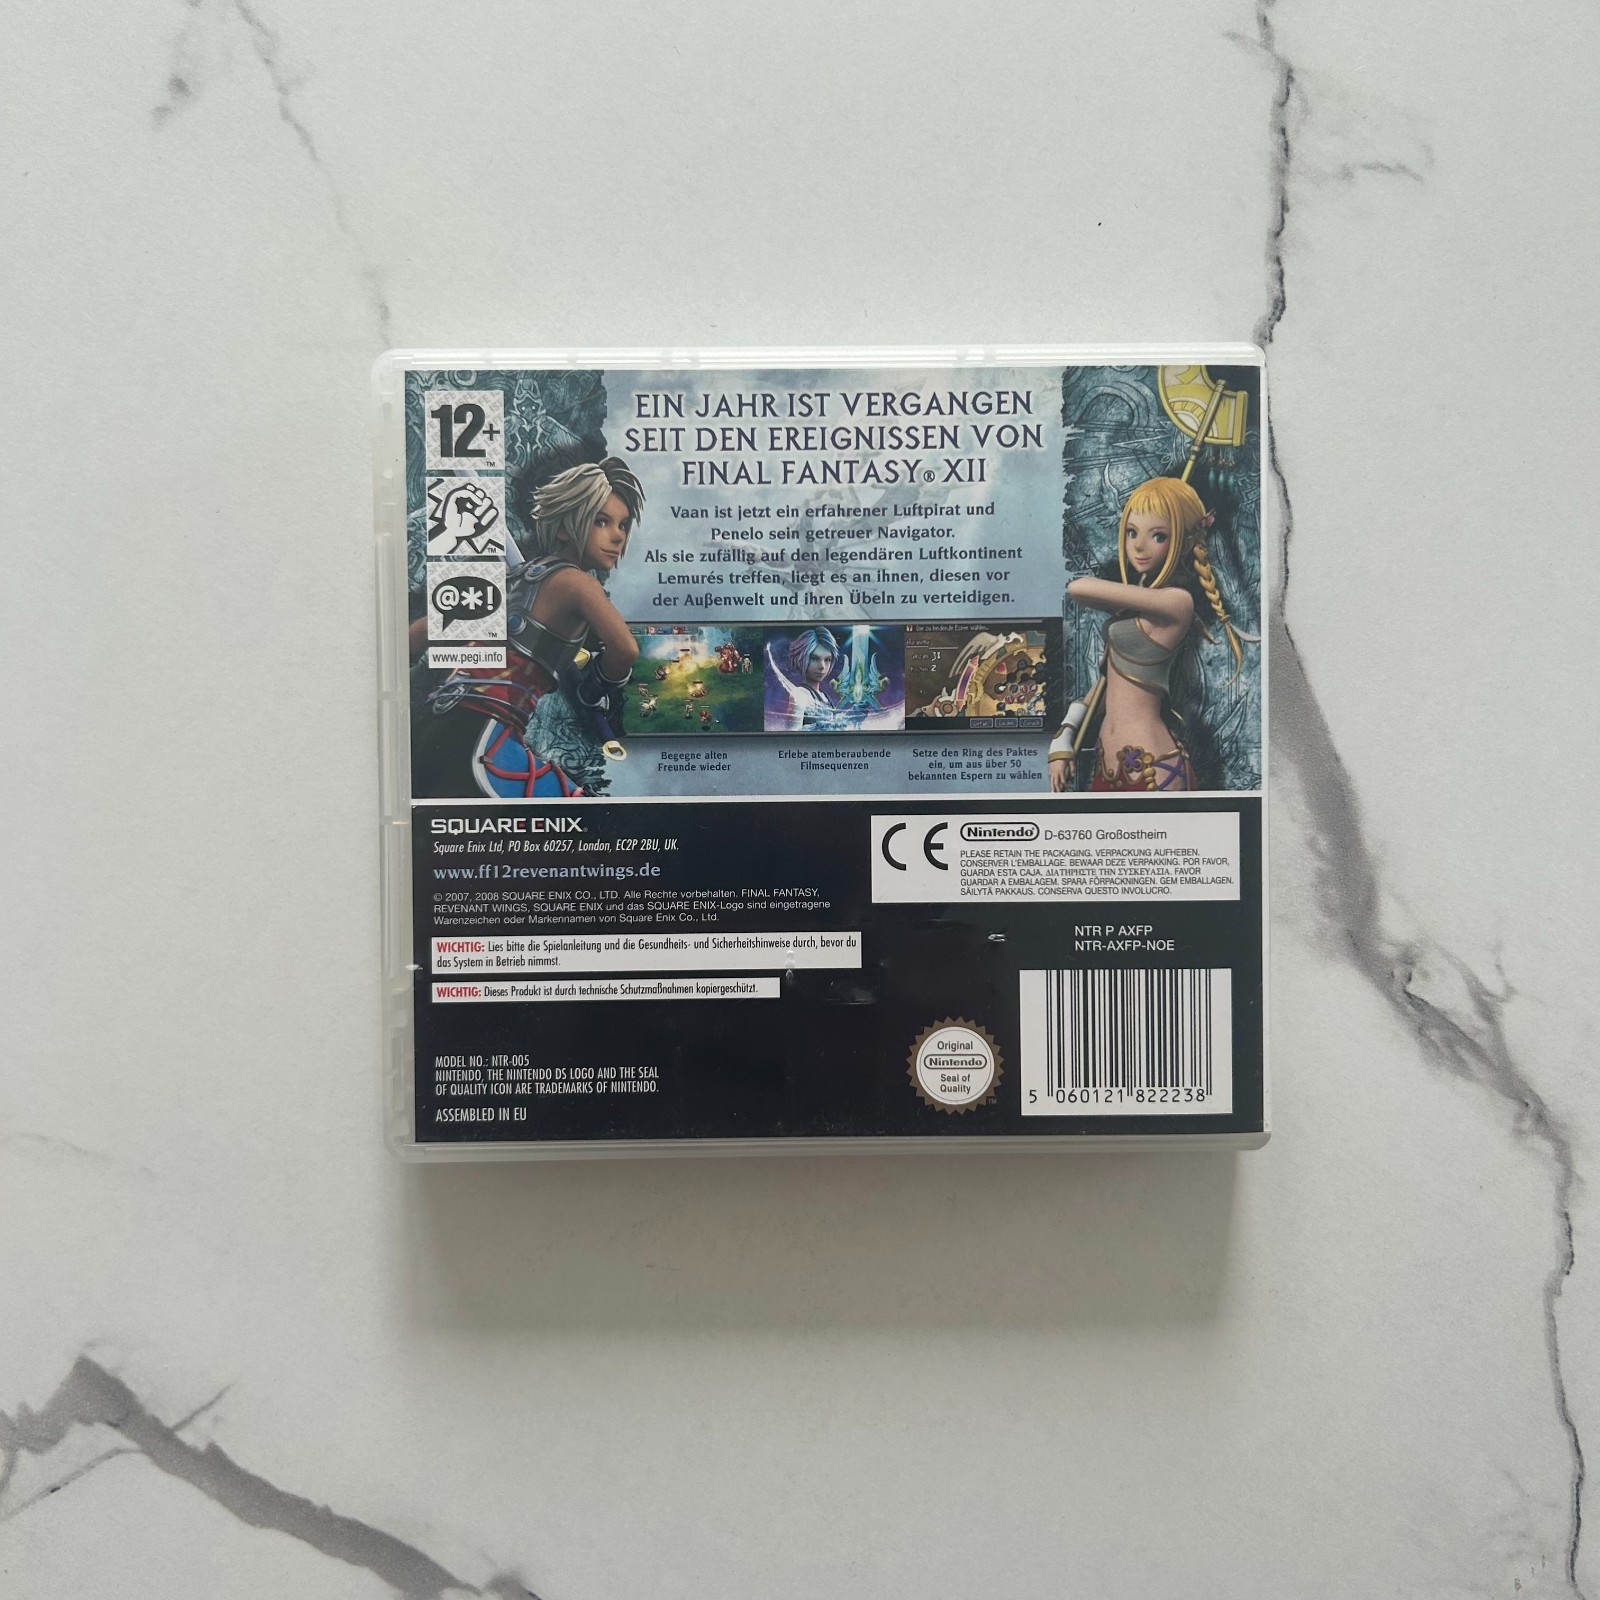 12+
TM
TM
@*!
TM
www.pegi.info
EIN JAHR IST VERGANGEN
SEIT DEN EREIGNISSEN VON
FINAL FANTASY® XII
Vaan ist jetzt ein erfahrener Luftpirat und
Penelo sein getreuer Navigator.
Als sie zufällig auf den legendären Luftkontinent
Lemurés treffen, liegt es an ihnen, diesen vor
der Außenwelt und ihren Übeln zu verteidigen.
31
2
Begegne alten
Freunde wieder
Erlebe atemberaubende
Filmsequenzen
Setze den Ring des Paktes
ein, um aus über 50
bekannten Espern zu wählen
SQUARE ENIX®
Square Enix Ltd, PO Box 60257, London, EC2P 2BU, UK.
www.ff12revenantwings.de
© 2007, 2008 SQUARE ENIX CO., LTD. Alle Rechte vorbehalten. FINAL FANTASY,
REVENANT WINGS, SQUARE ENIX und das SQUARE ENIX-Logo sind eingetragene
Warenzeichen oder Markennamen von Square Enix Co., Ltd.
WICHTIG: Lies bitte die Spielanleitung und die Gesundheits- und Sicherheitshinweise durch, bevor du
das System in Betrieb nimmst.
WICHTIG: Dieses Produkt ist durch technische Schutzmaßnahmen kopiergeschützt.
MODEL NO.: NTR-005
NINTENDO, THE NINTENDO DS LOGO AND THE SEAL
OF QUALITY ICON ARE TRADEMARKS OF NINTENDO.
ASSEMBLED IN EU
CE
Nintendo® D-63760 Großostheim
PLEASE RETAIN THE PACKAGING. VERPACKUNG AUFHEBEN.
CONSERVER L'EMBALLAGE. BEWAAR DEZE VERPAKKING. POR FAVOR,
GUARDA ESTA CAJA. ΔΙΑΤΗΡΗΣΤΕ ΤΗΝ ΣΥΣΚΕΥΑΣΙΑ. FAVOR
GUARDAR A EMBALAGEM. SPARA FÖRPACKNINGEN. GEM EMBALLAGEN.
SÄILYTÄ PAKKAUS. CONSERVA QUESTO INVOLUCRO.
NTR P AXFP
NTR-AXFP-NOE
Original
Nintendo®
Seal of
Quality
TM
5 060121 822238